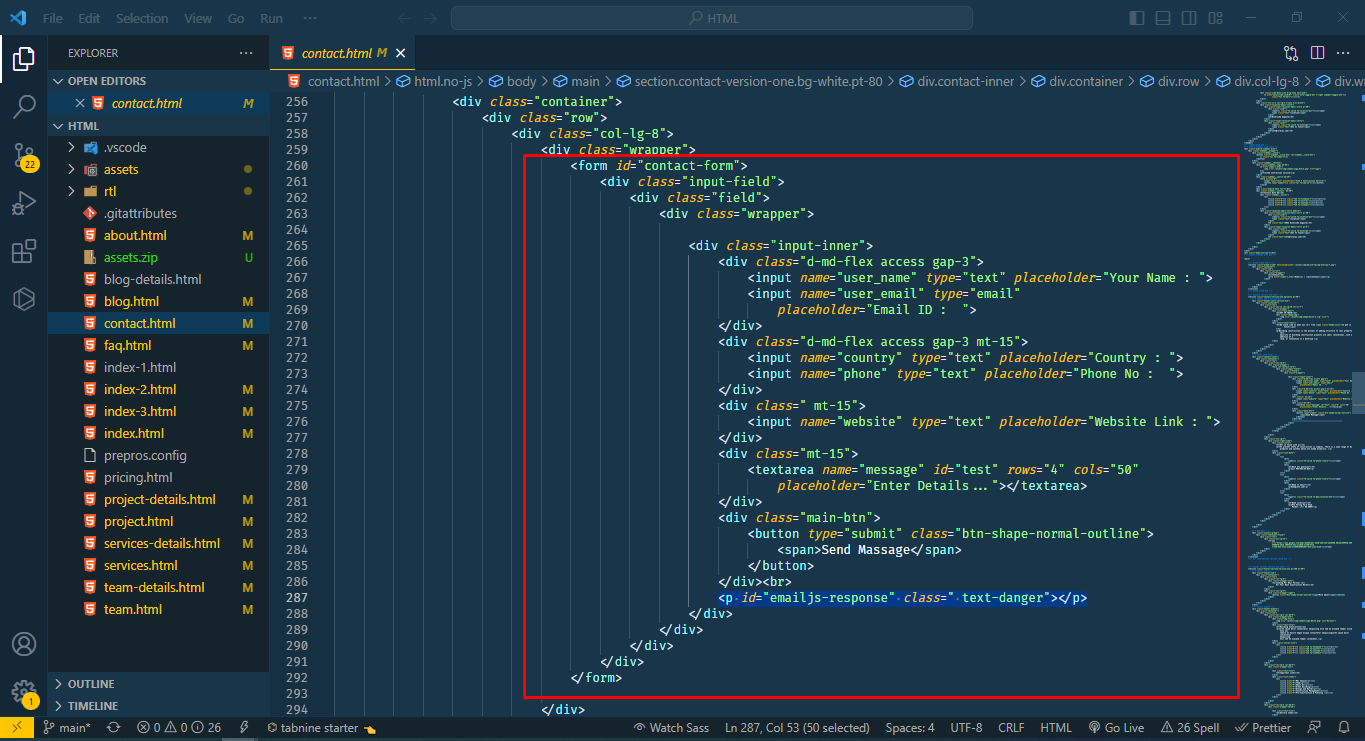 File Edit Selection View Go Run ··· HTML
EXPLORER ···
OPEN EDITORS
contact.html M
HTML
.vscode
assets
rtl
.gitattributes
about.html M
assets.zip U
blog-details.html
blog.html M
contact.html M
faq.html M
index-1.html
index-2.html M
index-3.html M
index.html M
prepros.config
pricing.html
project-details.html M
project.html M
services-details.html M
services.html M
team-details.html M
team.html M
OUTLINE
TIMELINE
22
1
contact.html M
contact.html > html.no-js > body > main > section.contact-version-one.bg-white.pt-80 > div.contact-inner > div.container > div.row > div.col-lg-8 > div.wr
256 <div class="container">
257 <div class="row">
258 <div class="col-lg-8">
259 <div class="wrapper">
260 <form id="contact-form">
261 <div class="input-field">
262 <div class="field">
263 <div class="wrapper">
264
265 <div class="input-inner">
266 <div class="d-md-flex access gap-3">
267 <input name="user_name" type="text" placeholder="Your Name : ">
268 <input name="user_email" type="email"
269 placeholder="Email ID :  ">
270 </div>
271 <div class="d-md-flex access gap-3 mt-15">
272 <input name="country" type="text" placeholder="Country : ">
273 <input name="phone" type="text" placeholder="Phone No :  ">
274 </div>
275 <div class=" mt-15">
276 <input name="website" type="text" placeholder="Website Link : ">
277 </div>
278 <div class="mt-15">
279 <textarea name="message" id="test" rows="4" cols="50"
280 placeholder="Enter Details..."></textarea>
281 </div>
282 <div class="main-btn">
283 <button type="submit" class="btn-shape-normal-outline">
284 <span>Send Massage</span>
285 </button>
286 </div><br>
287 <p id="emailjs-response" class=" text-danger"></p>
288 </div>
289 </div>
290 </div>
291 </div>
292 </form>
293
294 </div>
main* 0 0 26 tabnine starter Watch Sass Ln 287, Col 53 (50 selected) Spaces: 4 UTF-8 CRLF HTML Go Live 26 Spell Prettier